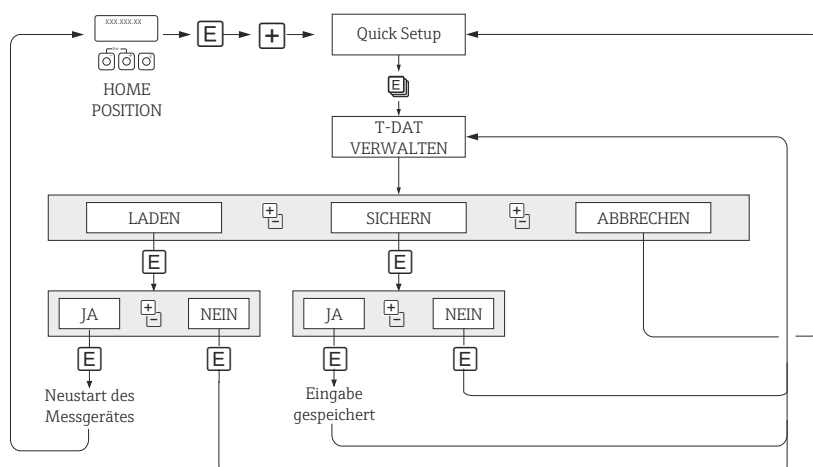 XXX.XXX.XX
Esc
E
+
Quick Setup
HOME
POSITION
E
T-DAT
VERWALTEN
LADEN
+
-
SICHERN
+
-
ABBRECHEN
E
E
JA
+
-
NEIN
JA
+
-
NEIN
E
E
E
E
Neustart des
Messgerätes
Eingabe
gespeichert